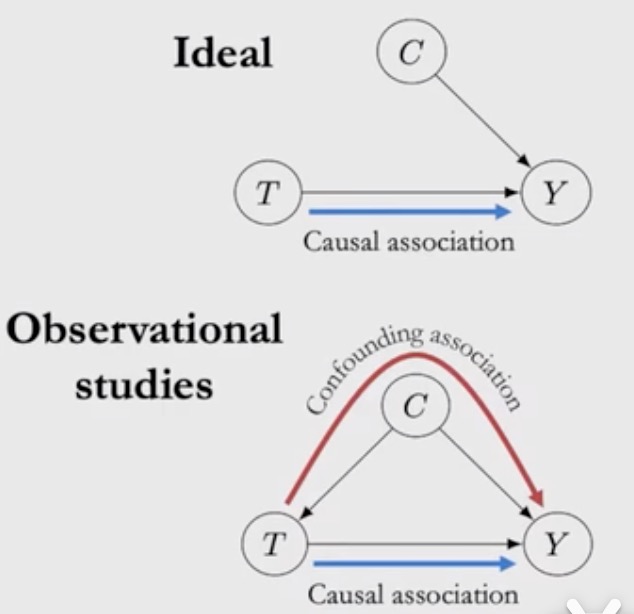 Ideal
C
T
Y
Causal association
Observational
studies
Confounding association
C
T
Y
Causal association